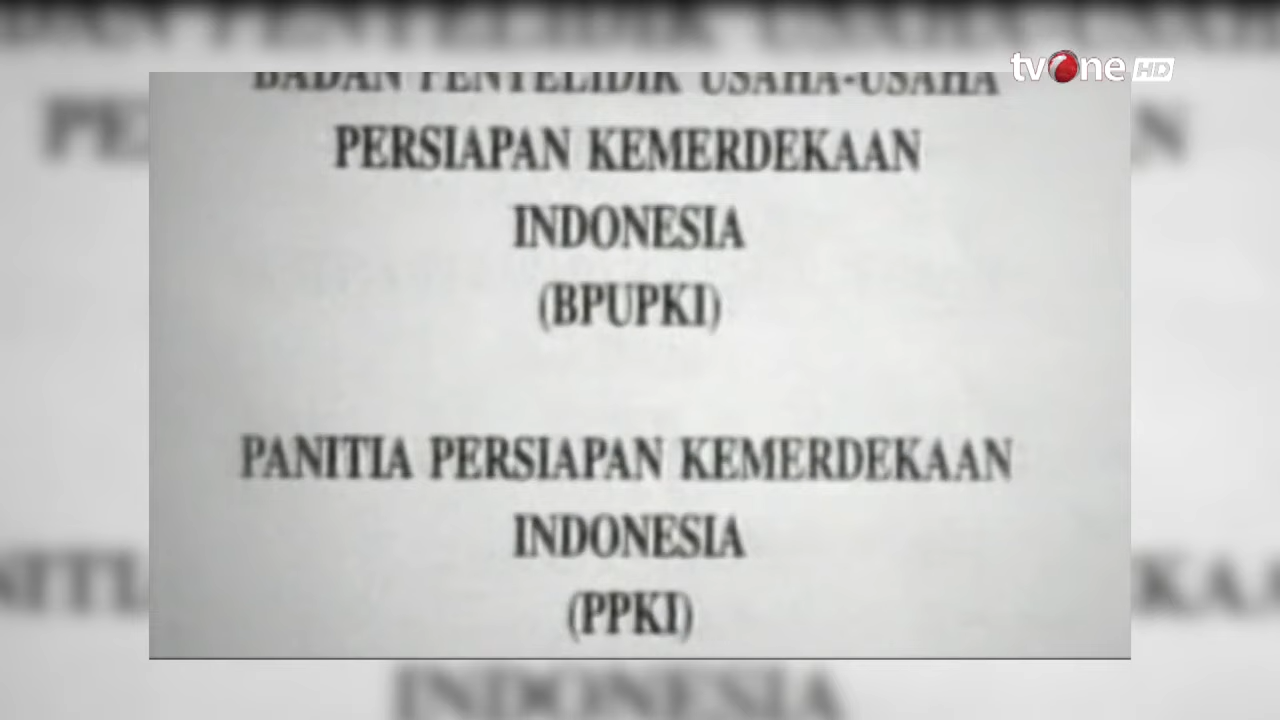 tvOne HD
BADAN PENYELIDIK USAHA-USAHA
PERSIAPAN KEMERDEKAAN
INDONESIA
(BPUPKI)
PANITIA PERSIAPAN KEMERDEKAAN
INDONESIA
(PPKI)